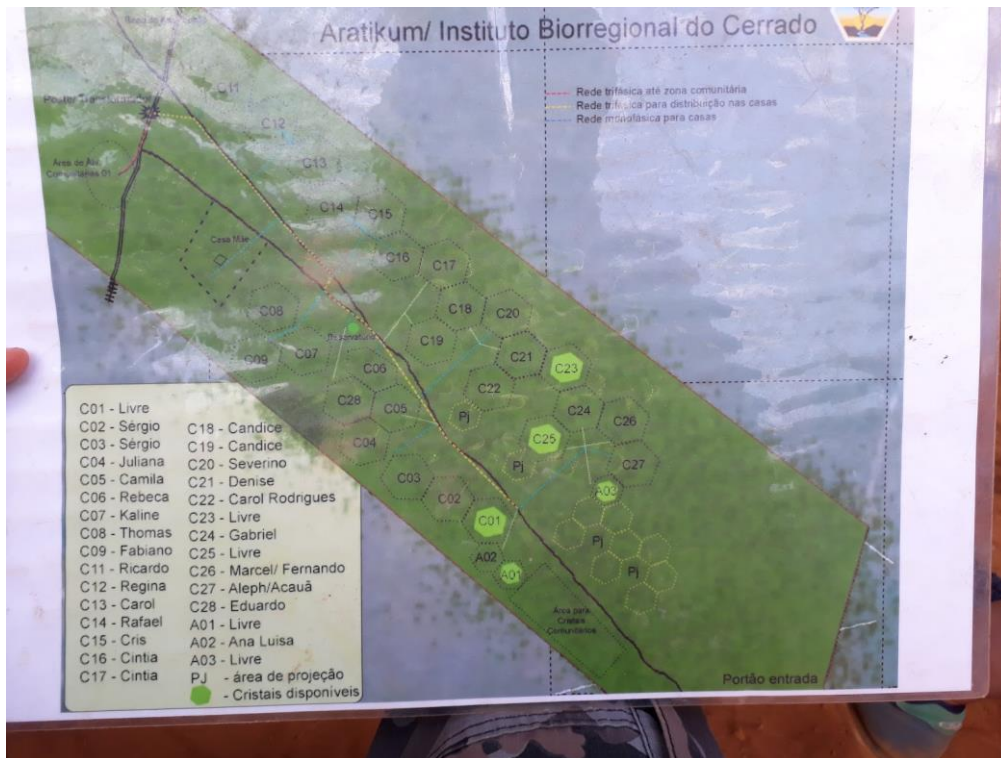 Aratikum/ Instituto Biorregional do Cerrado
Rede trifásica até zona comunitária
Rede trifásica para distribuição nas casas
Rede monofásica para casas
C11
C12
C13
C14
C15
C16
C17
C18
C20
C19
C21
C23
C22
C24
C26
C25
C27
Pj
Pj
A03
Pj
Pj
Casa Mãe
C08
C09
C07
C06
C28
C05
C04
C03
C02
C01
A02
A01
Área para
Cristais
Comunitários
Portão entrada
C01 - Livre
C02 - Sérgio
C03 - Sérgio
C04 - Juliana
C05 - Camila
C06 - Rebeca
C07 - Kaline
C08 - Thomas
C09 - Fabiano
C11 - Ricardo
C12 - Regina
C13 - Carol
C14 - Rafael
C15 - Cris
C16 - Cintia
C17 - Cintia
C18 - Candice
C19 - Candice
C20 - Severino
C21 - Denise
C22 - Carol Rodrigues
C23 - Livre
C24 - Gabriel
C25 - Livre
C26 - Marcel/ Fernando
C27 - Aleph/Acauã
C28 - Eduardo
A01 - Livre
A02 - Ana Luisa
A03 - Livre
PJ - área de projeção
- Cristais disponíveis